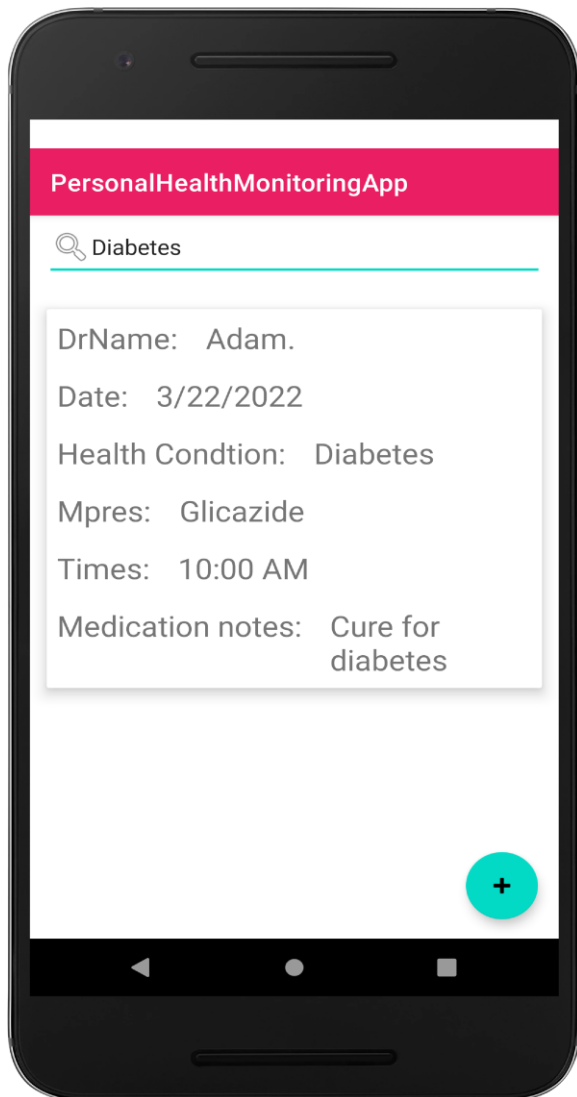 PersonalHealthMonitoringApp
Diabetes
DrName: Adam.
Date: 3/22/2022
Health Condtion: Diabetes
Mpres: Glicazide
Times: 10:00 AM
Medication notes: Cure for
diabetes
+